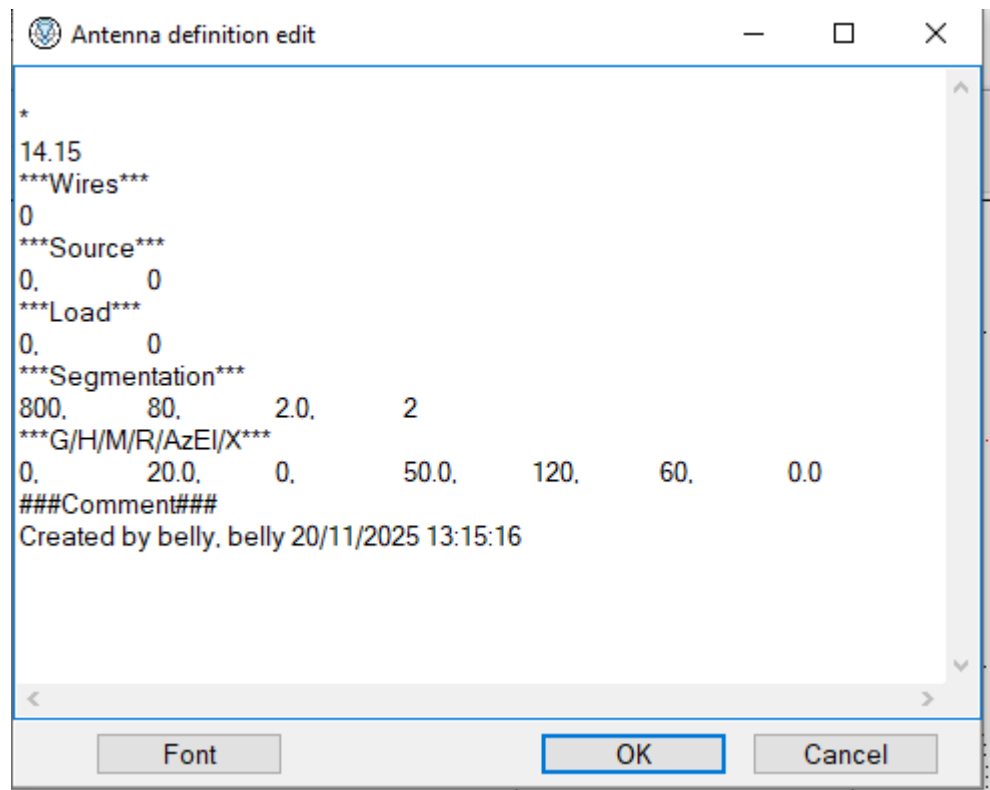 Antenna definition edit
*
14.15
***Wires***
0
***Source***
0, 0
***Load***
0, 0
***Segmentation***
800, 80, 2.0, 2
***G/H/M/R/AzEl/X***
0, 20.0, 0, 50.0, 120, 60, 0.0
###Comment###
Created by belly, belly 20/11/2025 13:15:16
Font OK Cancel